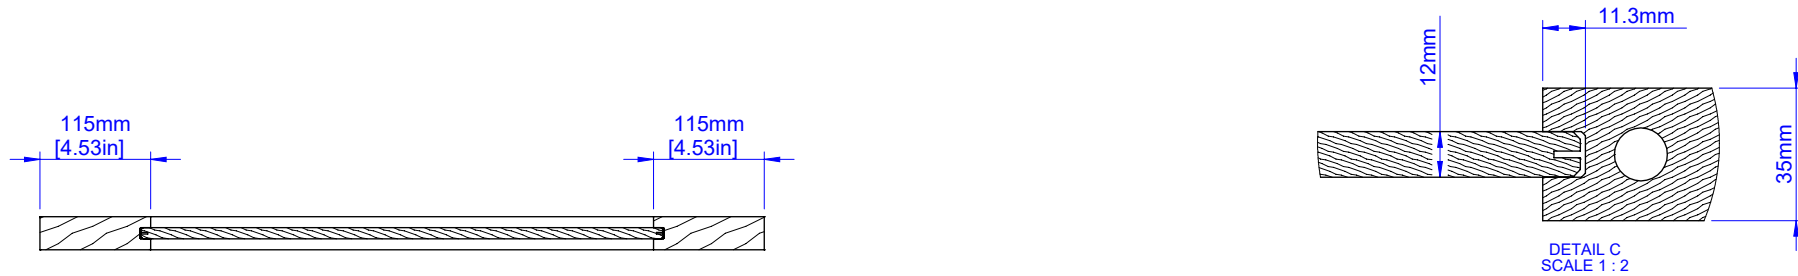 115mm
[4.53in]
115mm
[4.53in]
11.3mm
12mm
35mm
DETAIL C
SCALE 1 : 2